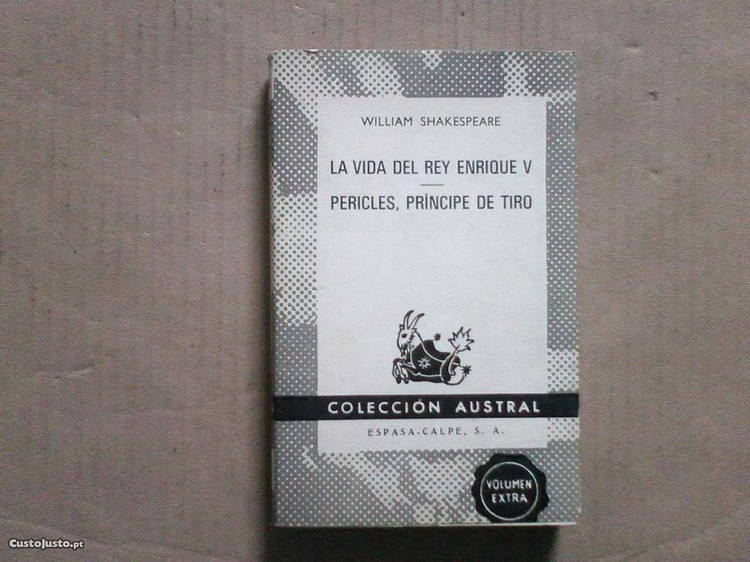 WILLIAM SHAKESPEARE
LA VIDA DEL REY ENRIQUE V
PERICLES, PRÍNCIPE DE TIRO
COLECCIÓN AUSTRAL
ESPASA-CALPE, S. A.
VOLUMEN
EXTRA
CustoJusto.pt